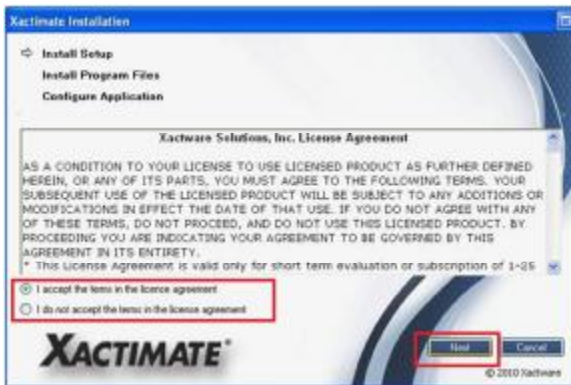 Xactimate Installation
Install Setup
Install Program Files
Configure Application
Xactware Solutions, Inc. License Agreement
AS A CONDITION TO YOUR LICENSE TO USE LICENSED PRODUCT AS FURTHER DEFINED
HEREIN, OR ANY OF ITS PARTS, YOU MUST AGREE TO THE FOLLOWING TERMS. YOUR
SUBSEQUENT USE OF THE LICENSED PRODUCT WILL BE SUBJECT TO ANY ADDITIONS OR
MODIFICATIONS IN EFFECT THE DATE OF THAT USE. IF YOU DO NOT AGREE WITH ANY
OF THESE TERMS, DO NOT PROCEED, AND DO NOT USE THIS LICENSED PRODUCT. BY
PROCEEDING YOU ARE INDICATING YOUR AGREEMENT TO BE GOVERNED BY THIS
AGREEMENT IN ITS ENTIRETY.
* This License Agreement is valid only for short term evaluation or subscription of 1-25
I accept the terms in the license agreement
I do not accept the terms in the license agreement
XACTIMATE®
Next
Cancel
© 2010 Xactware